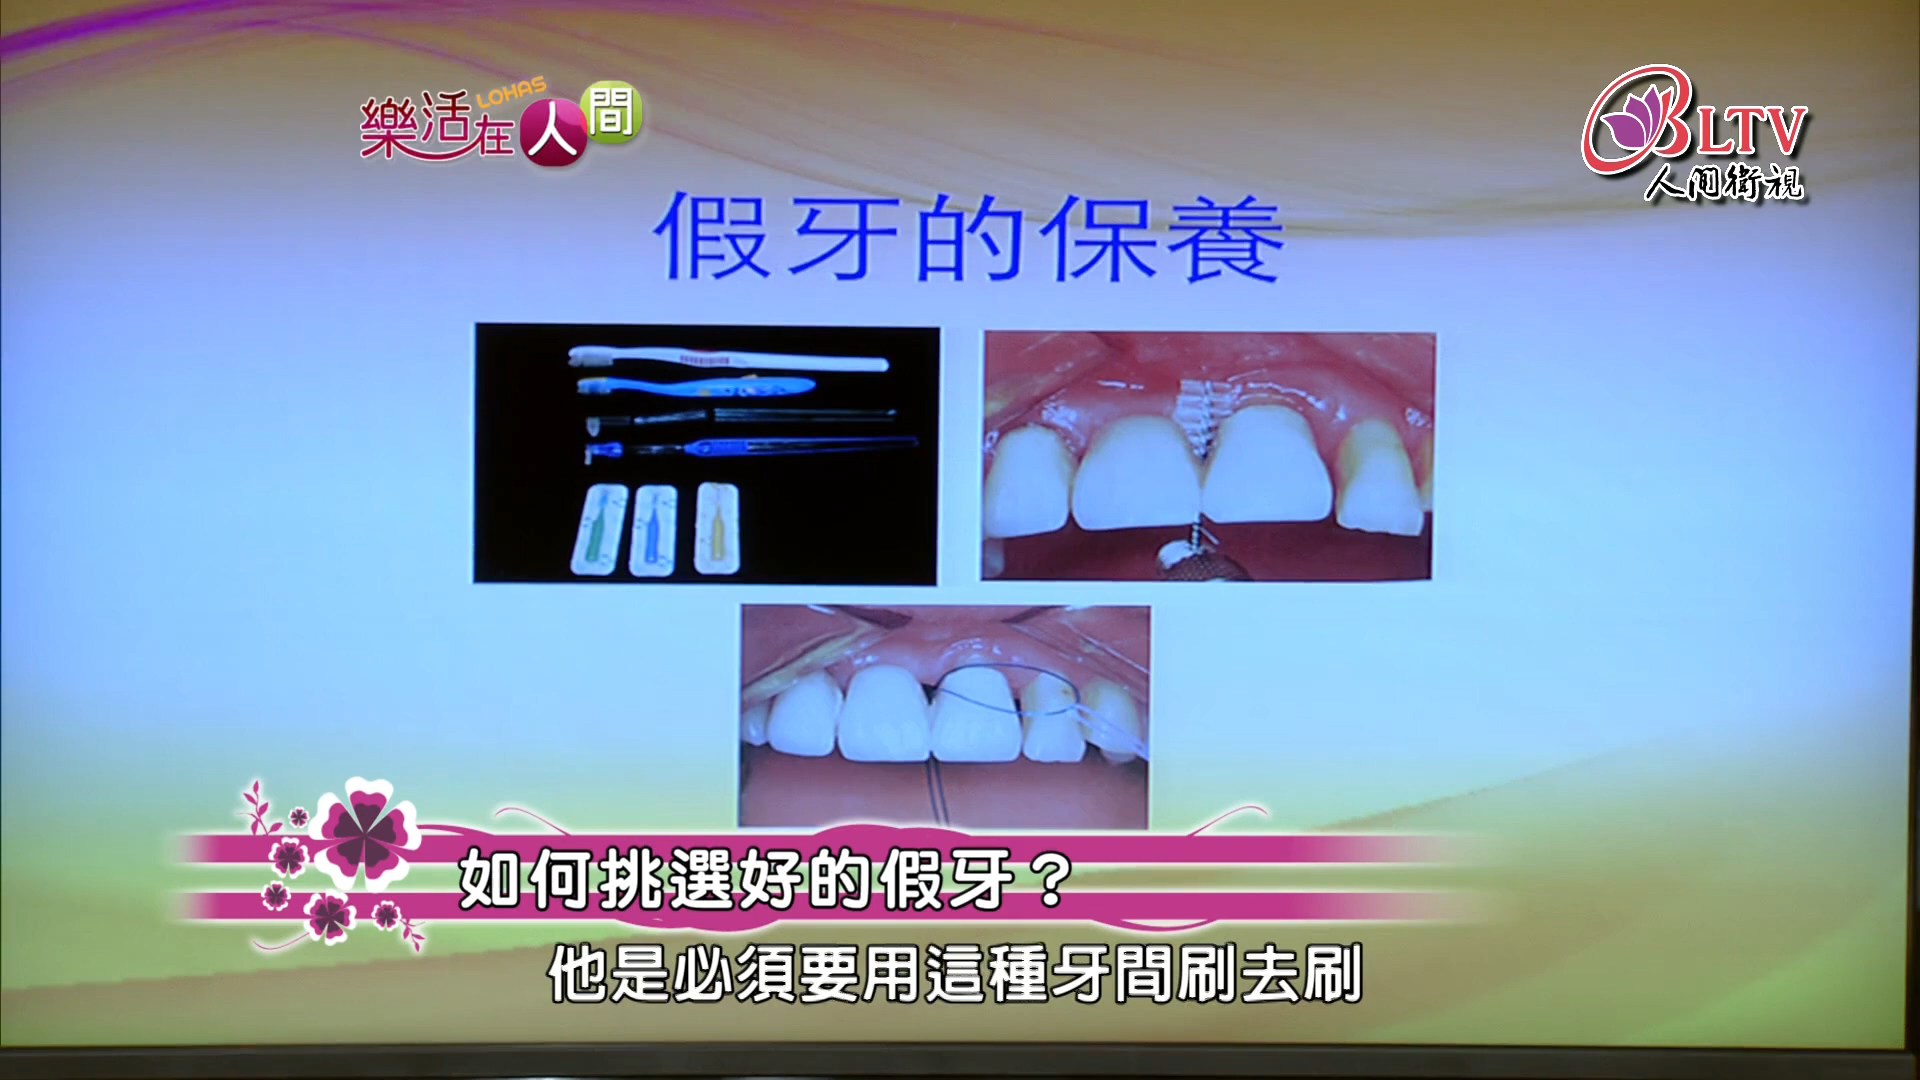 樂活在人間
LOHAS
BLTV
人間衛視
假牙的保養
如何挑選好的假牙？
他是必須要用這種牙間刷去刷